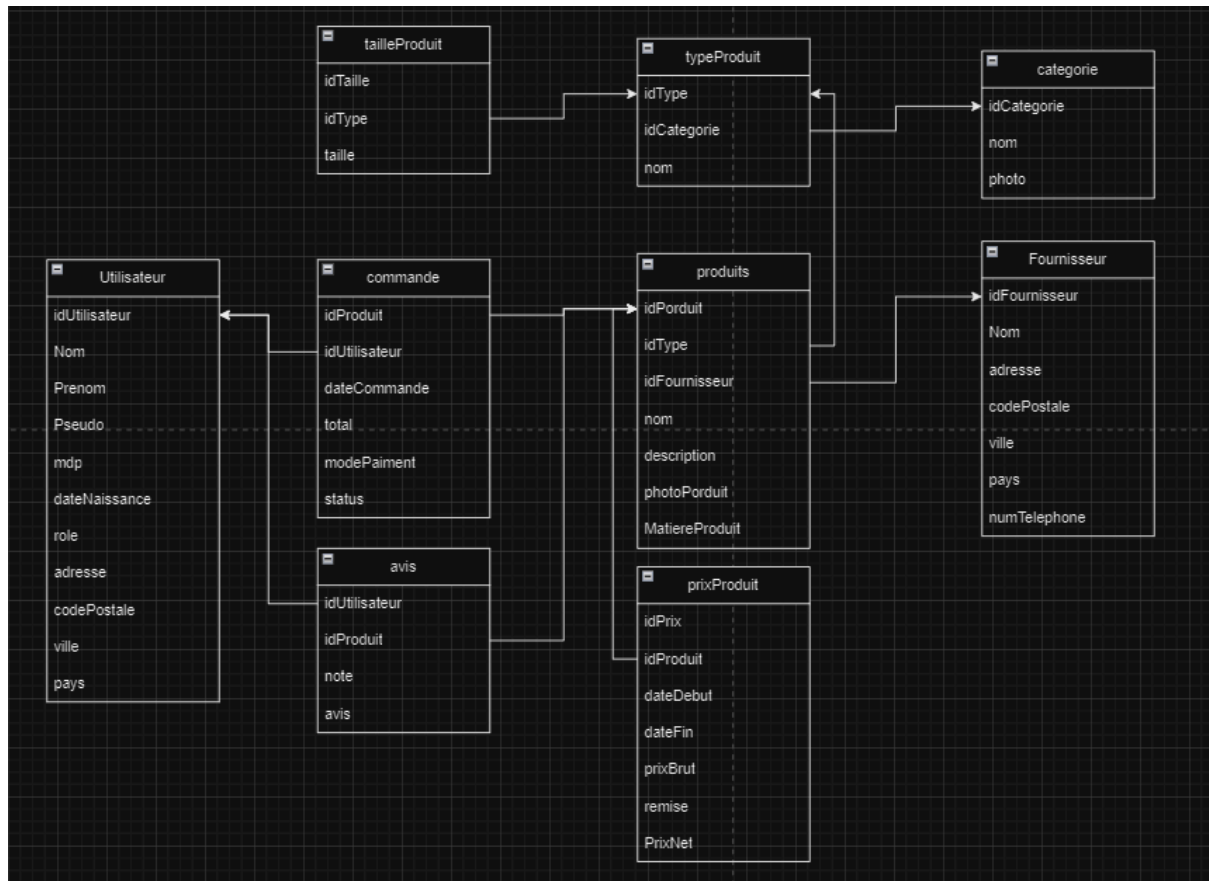 tailleProduit
idTaille
idType
taille
typeProduit
idType
idCategorie
nom
categorie
idCategorie
nom
photo
Utilisateur
idUtilisateur
Nom
Prenom
Pseudo
mdp
dateNaissance
role
adresse
codePostale
ville
pays
commande
idProduit
idUtilisateur
dateCommande
total
modePaiment
status
produits
idPorduit
idType
idFournisseur
nom
description
photoPorduit
MatiereProduit
Fournisseur
idFournisseur
Nom
adresse
codePostale
ville
pays
numTelephone
avis
idUtilisateur
idProduit
note
avis
prixProduit
idPrix
idProduit
dateDebut
dateFin
prixBrut
remise
PrixNet